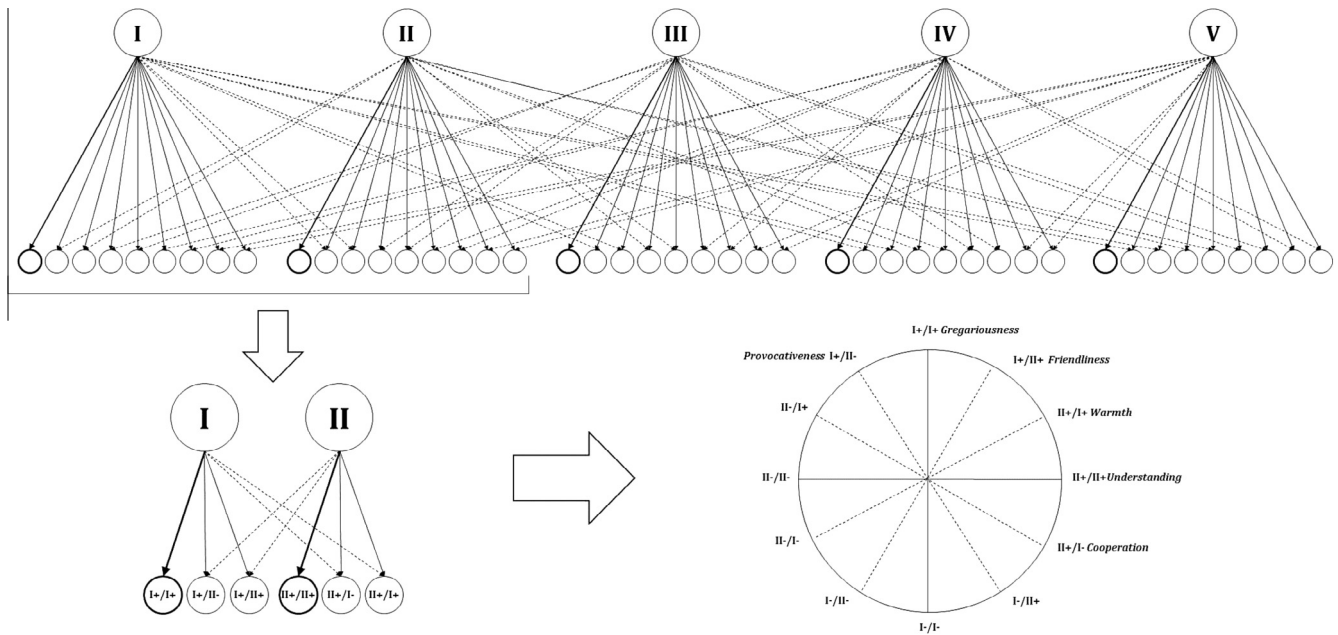 I II III IV V
I+/I+ Gregariousness
Provocativeness I+/II-
I+/II+ Friendliness
II-/I+
II+/I+ Warmth
II-/II-
II+/II+Understanding
II-/I-
II+/I- Cooperation
I-/II-
I-/II+
I-/I-
I II
I+/I+ I+/II- I+/II+ II+/II+ II+/I- II+/I+